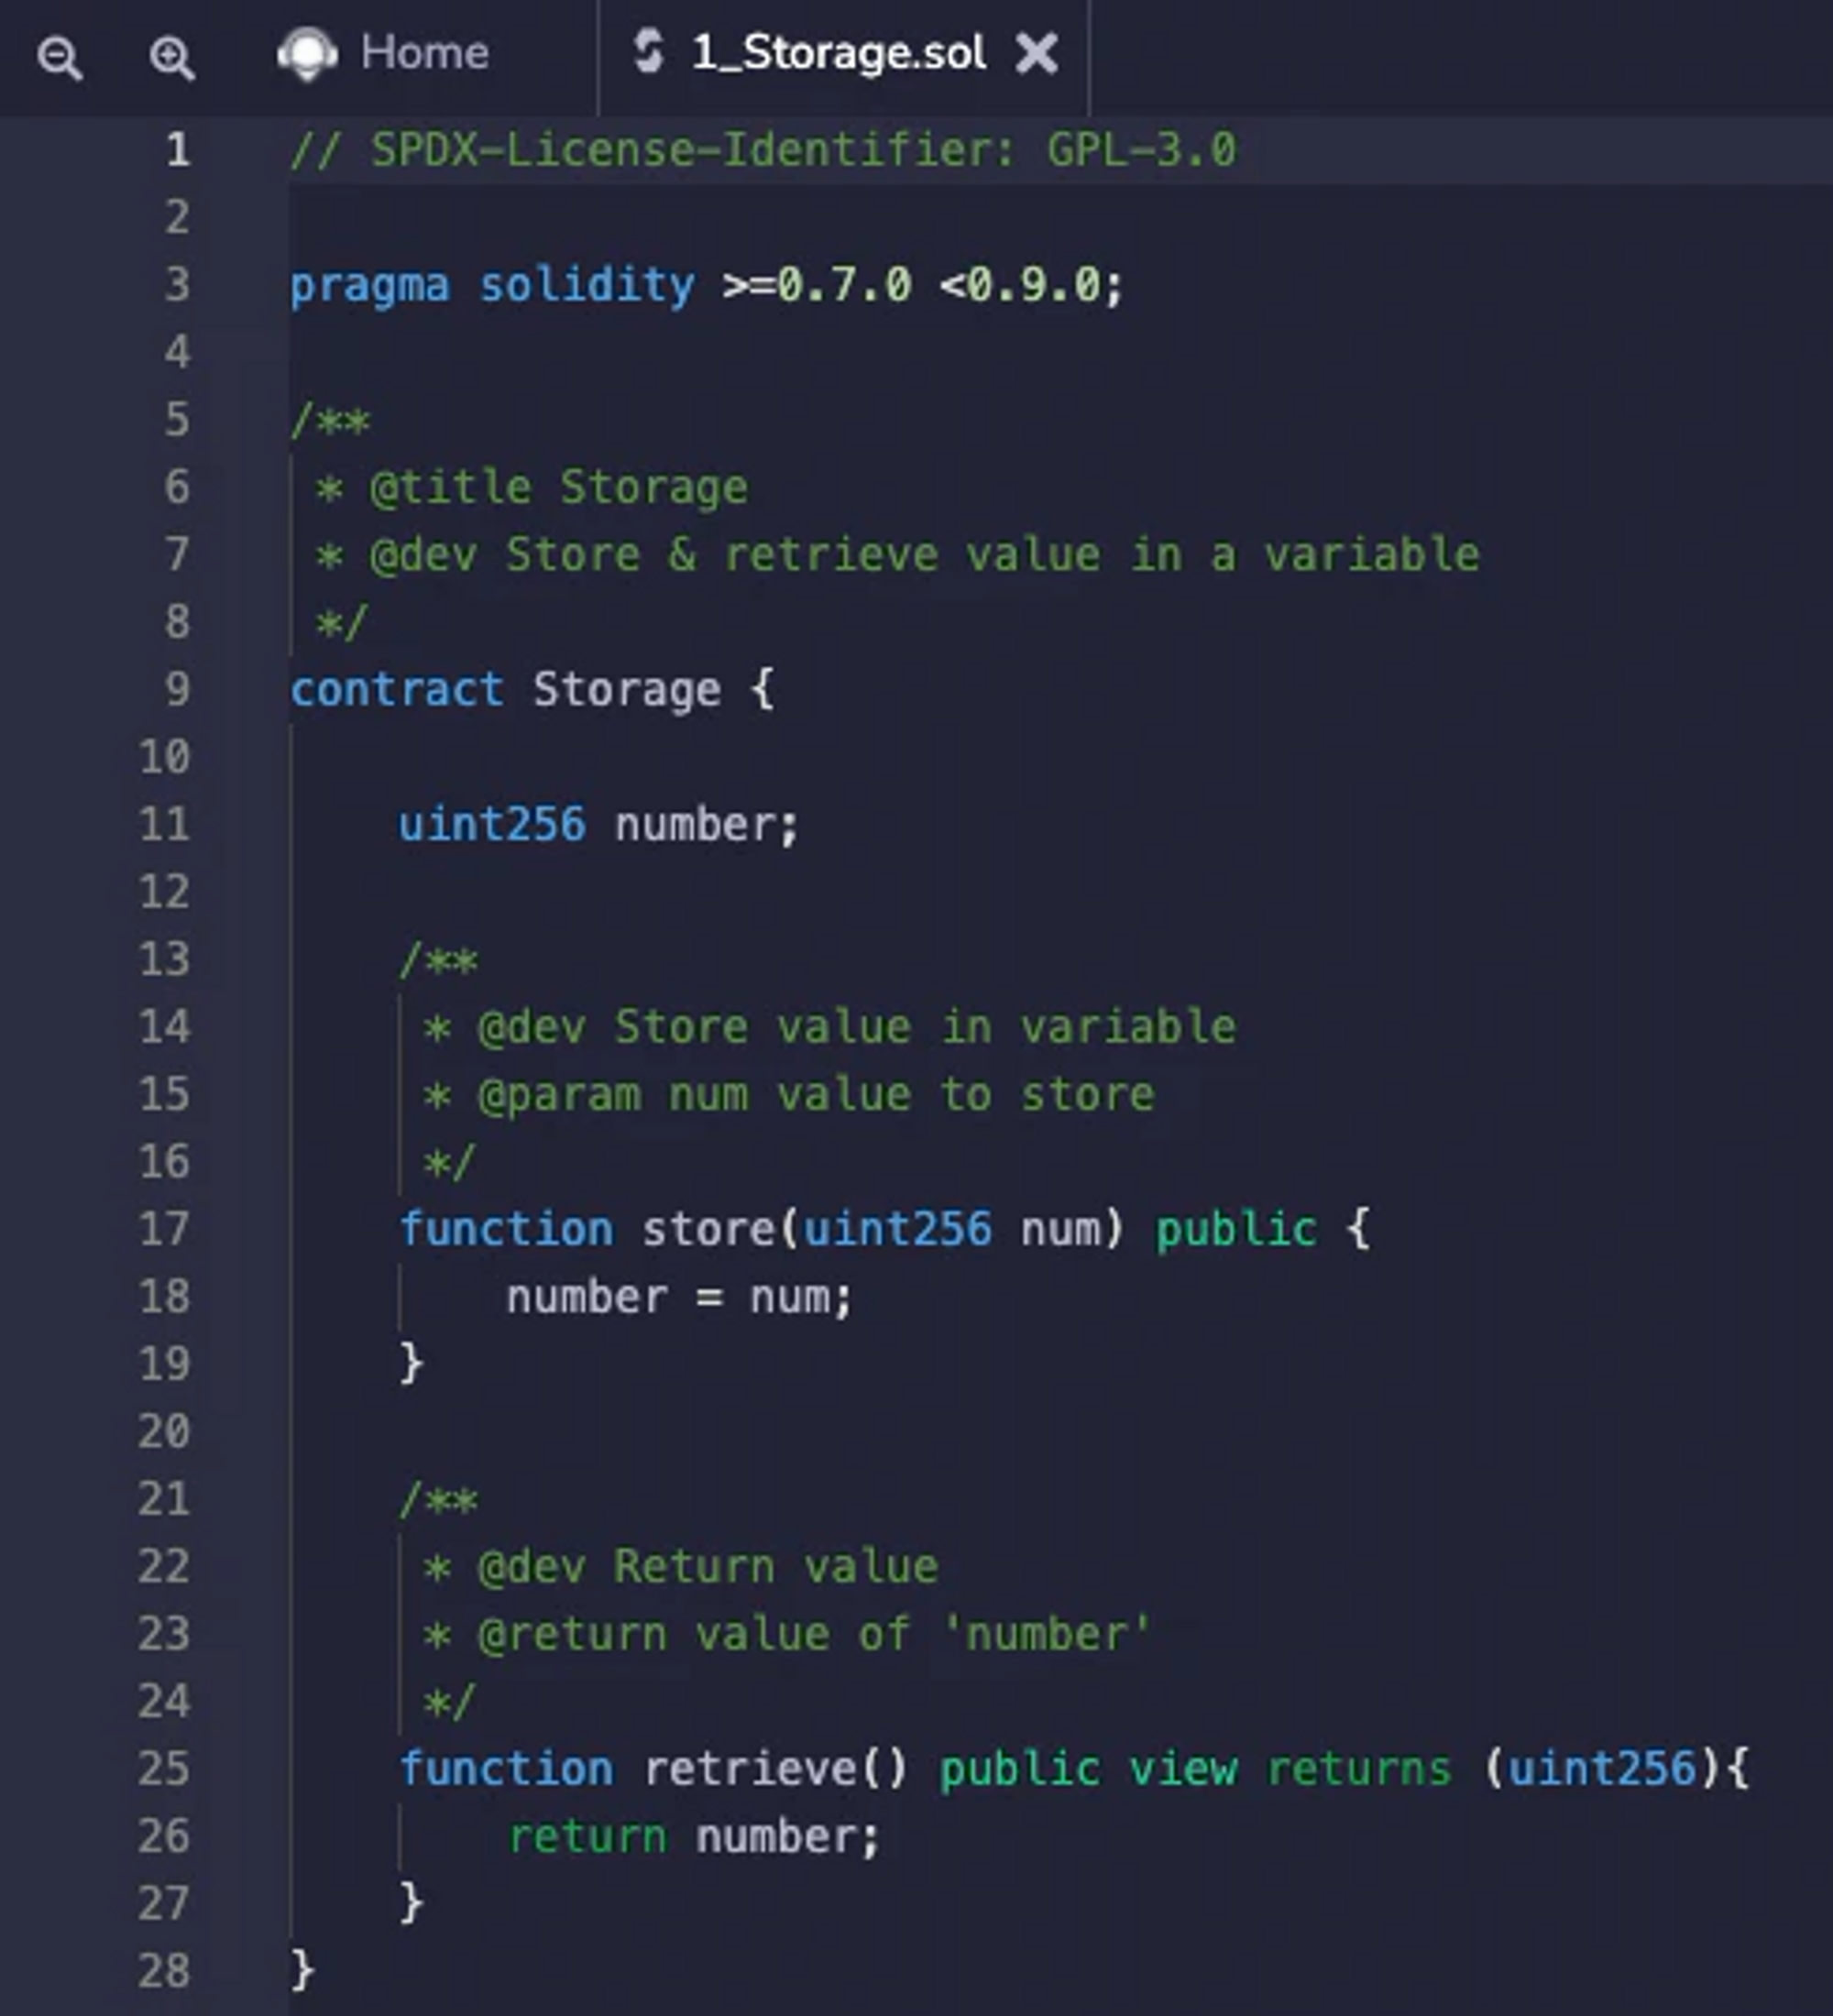 Home 1_Storage.sol
1 // SPDX-License-Identifier: GPL-3.0
2
3 pragma solidity >=0.7.0 <0.9.0;
4
5 /**
6  * @title Storage
7  * @dev Store & retrieve value in a variable
8  */
9 contract Storage {
10
11     uint256 number;
12
13     /**
14      * @dev Store value in variable
15      * @param num value to store
16      */
17     function store(uint256 num) public {
18         number = num;
19     }
20
21     /**
22      * @dev Return value
23      * @return value of 'number'
24      */
25     function retrieve() public view returns (uint256){
26         return number;
27     }
28 }